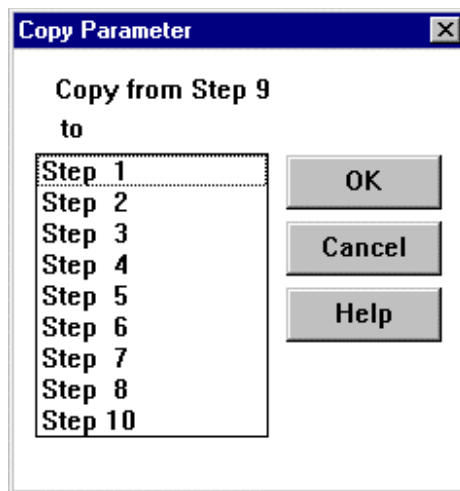 Copy Parameter
Copy from Step 9
to
Step 1
Step 2
Step 3
Step 4
Step 5
Step 6
Step 7
Step 8
Step 10
OK
Cancel
Help